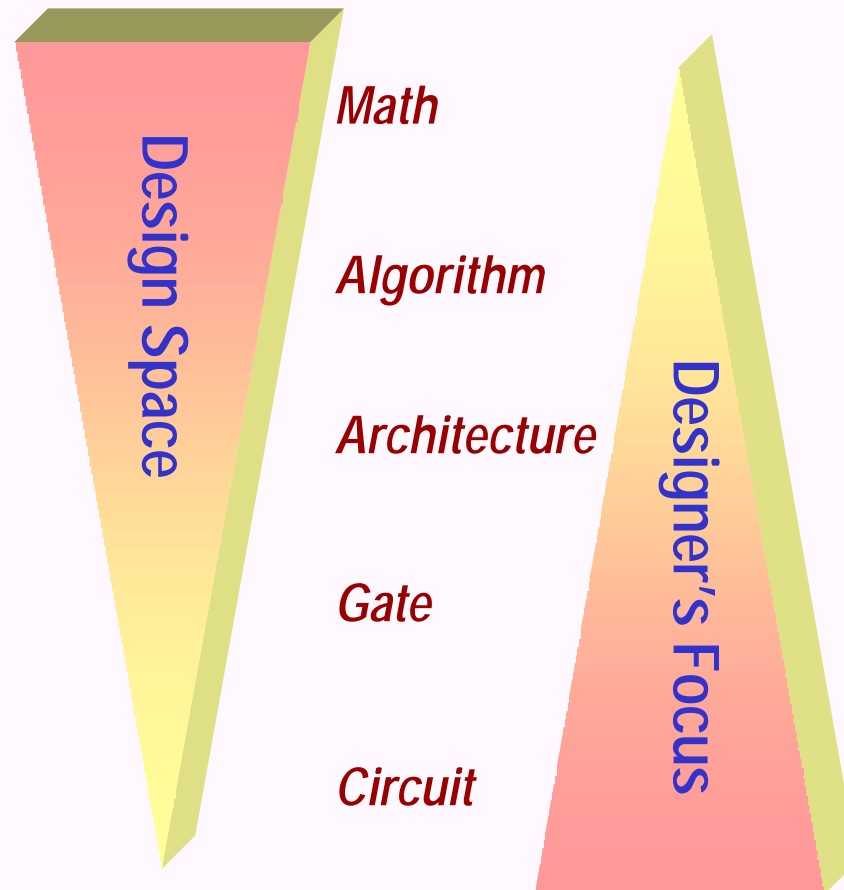 Design Space
Math
Algorithm
Architecture
Gate
Circuit
Designer's Focus